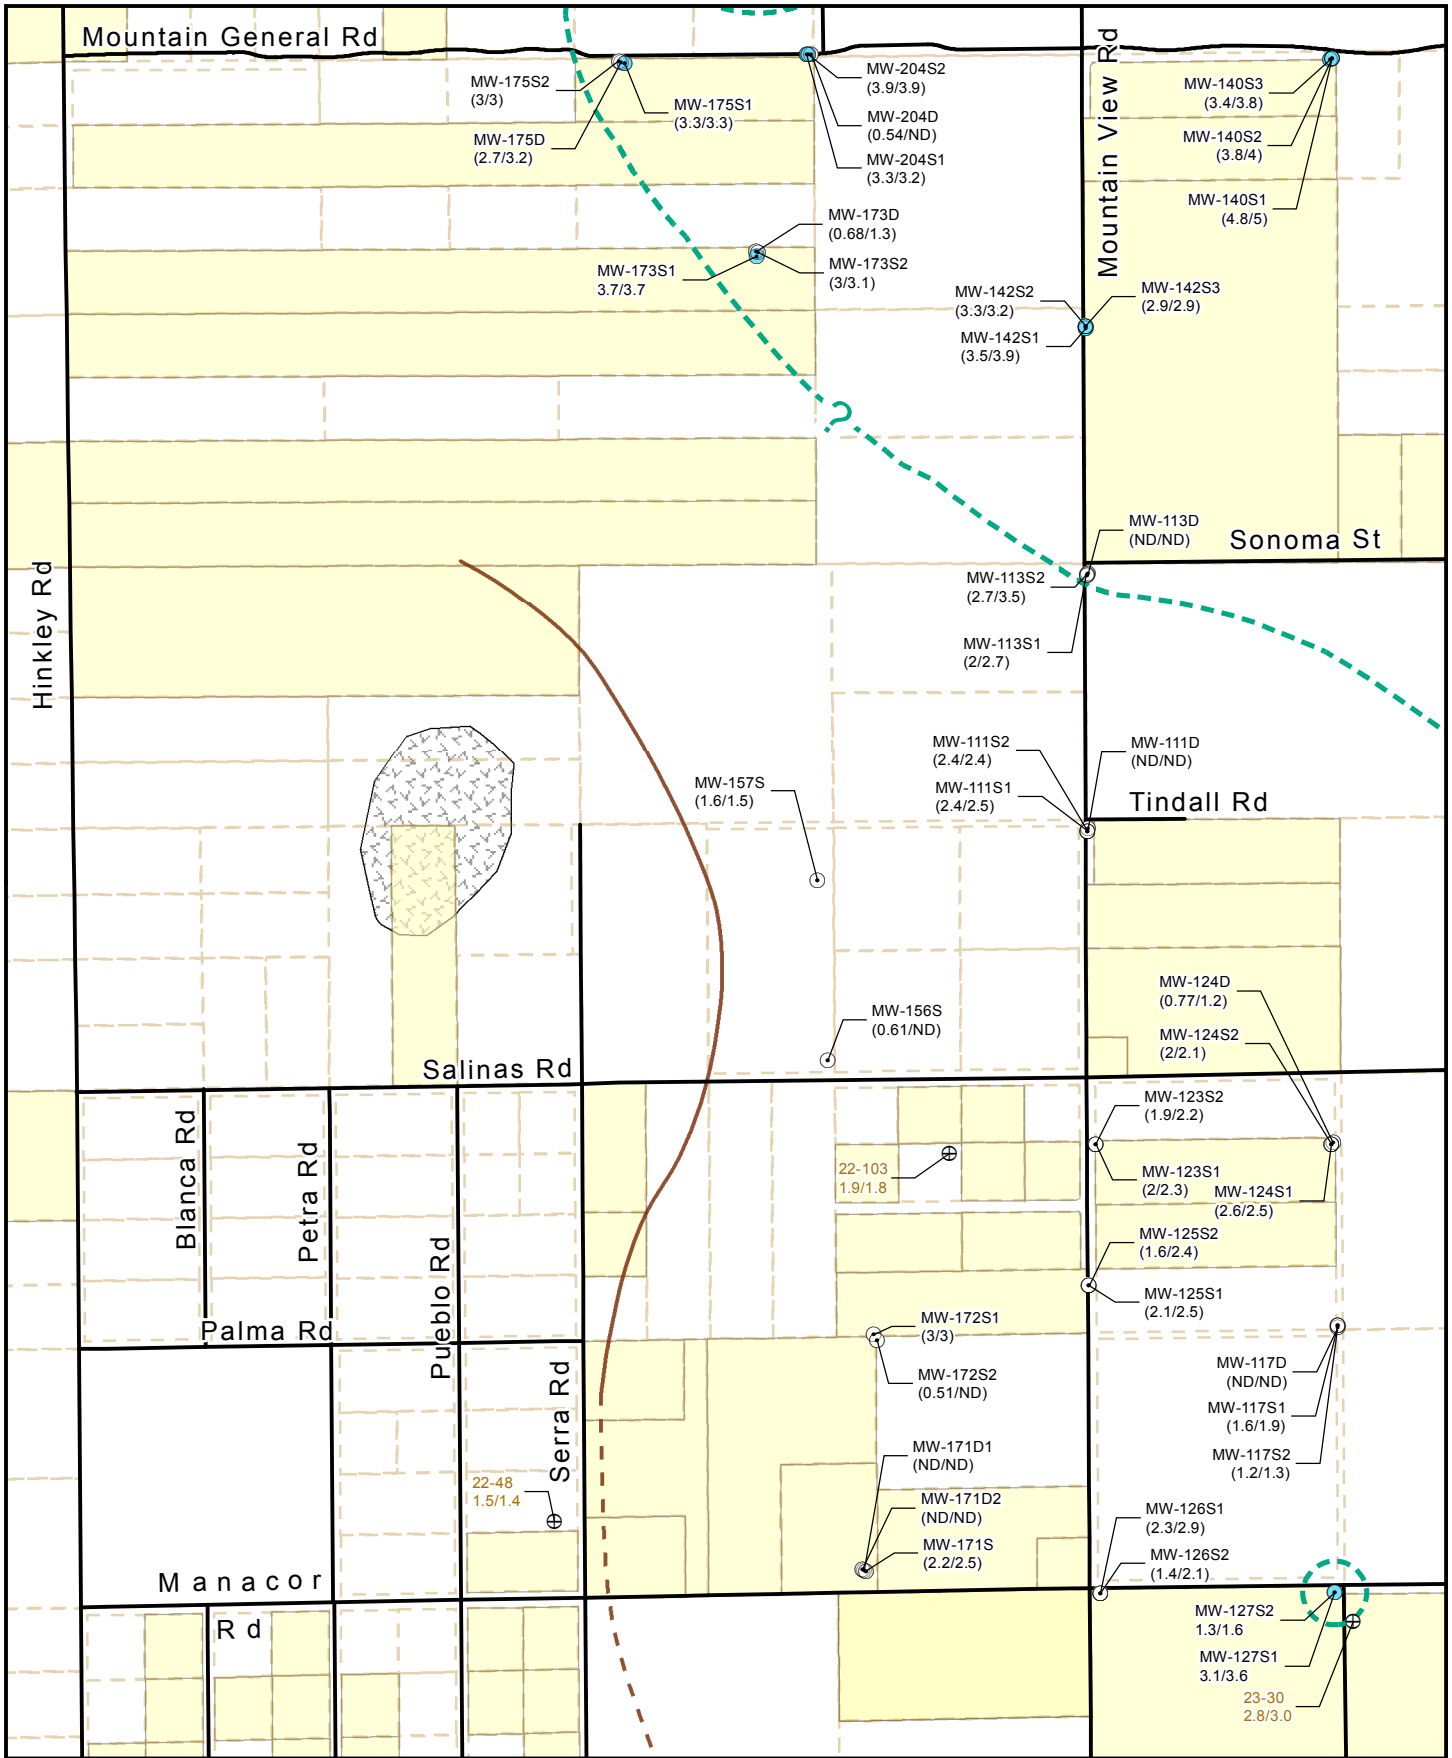 Mountain General Rd
Mountain View Rd
MW-175S2
(3/3)
MW-175S1
(3.3/3.3)
MW-175D
(2.7/3.2)
MW-204S2
(3.9/3.9)
MW-204D
(0.54/ND)
MW-204S1
(3.3/3.2)
MW-140S3
(3.4/3.8)
MW-140S2
(3.8/4)
MW-140S1
(4.8/5)
MW-173D
(0.68/1.3)
MW-173S1
3.7/3.7
MW-173S2
(3/3.1)
MW-142S2
(3.3/3.2)
MW-142S3
(2.9/2.9)
MW-142S1
(3.5/3.9)
?
MW-113D
(ND/ND)
Sonoma St
MW-113S2
(2.7/3.5)
MW-113S1
(2/2.7)
Hinkley Rd
MW-111S2
(2.4/2.4)
MW-111D
(ND/ND)
MW-111S1
(2.4/2.5)
Tindall Rd
MW-157S
(1.6/1.5)
MW-156S
(0.61/ND)
MW-124D
(0.77/1.2)
MW-124S2
(2/2.1)
Salinas Rd
MW-123S2
(1.9/2.2)
MW-123S1
(2/2.3)
MW-124S1
(2.6/2.5)
22-103
1.9/1.8
Blanca Rd
Petra Rd
Pueblo Rd
MW-125S2
(1.6/2.4)
MW-125S1
(2.1/2.5)
Palma Rd
MW-172S1
(3/3)
MW-172S2
(0.51/ND)
MW-117D
(ND/ND)
MW-117S1
(1.6/1.9)
MW-117S2
(1.2/1.3)
Serra Rd
22-48
1.5/1.4
MW-171D1
(ND/ND)
MW-171D2
(ND/ND)
MW-171S
(2.2/2.5)
MW-126S1
(2.3/2.9)
MW-126S2
(1.4/2.1)
Manacor
Rd
MW-127S2
1.3/1.6
MW-127S1
3.1/3.6
23-30
2.8/3.0